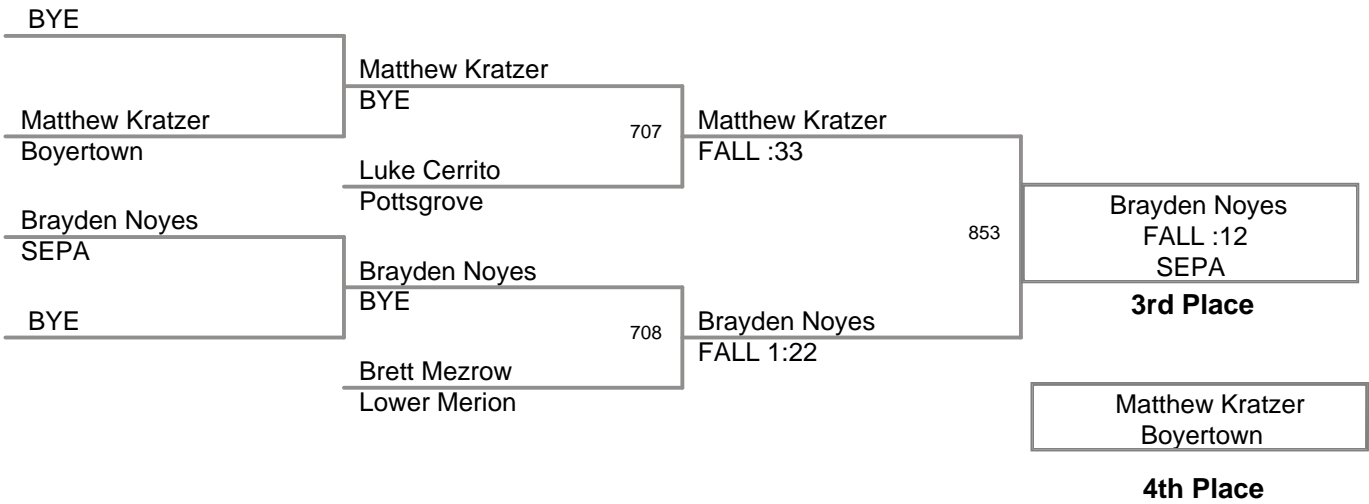 BYE
Matthew Kratzer
BYE
Matthew Kratzer
Boyertown
707
Matthew Kratzer
FALL :33
Luke Cerrito
Pottsgrove
Brayden Noyes
SEPA
853
Brayden Noyes
FALL :12
SEPA
3rd Place
Brayden Noyes
BYE
BYE
708
Brayden Noyes
FALL 1:22
Brett Mezrow
Lower Merion
Matthew Kratzer
Boyertown
4th Place